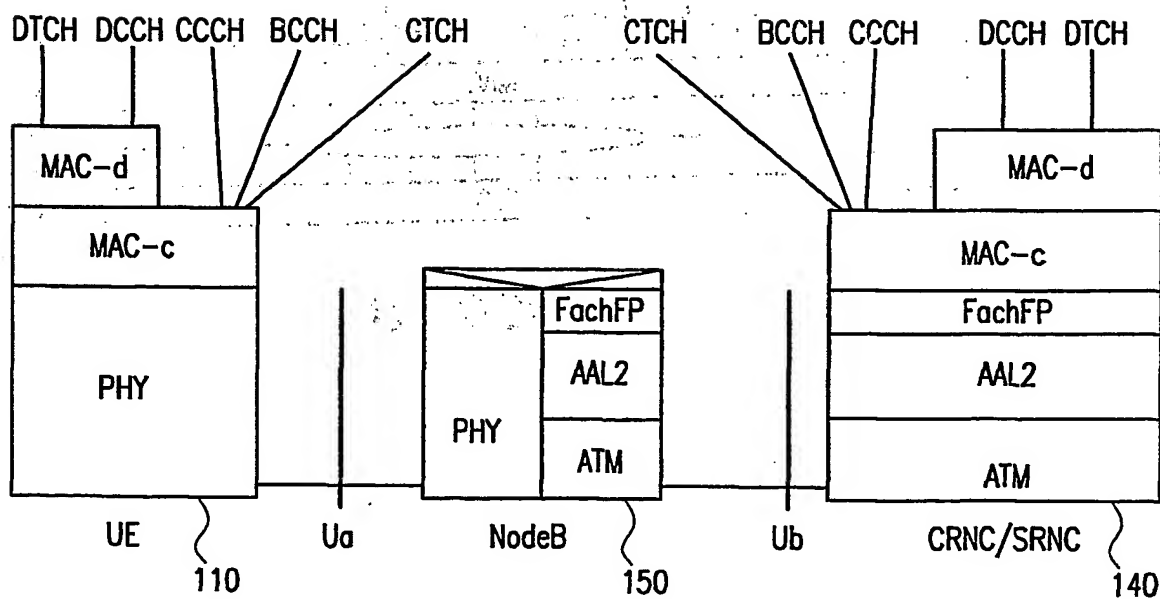 DTCH DCCH CCCH BCCH CTCH CTCH BCCH CCCH DCCH DTCH
MAC-d MAC-d
MAC-c MAC-c
FachFP FachFP
PHY AAL2 AAL2
PHY
ATM ATM
UE Ua NodeB Ub CRNC/SRNC
110 150 140